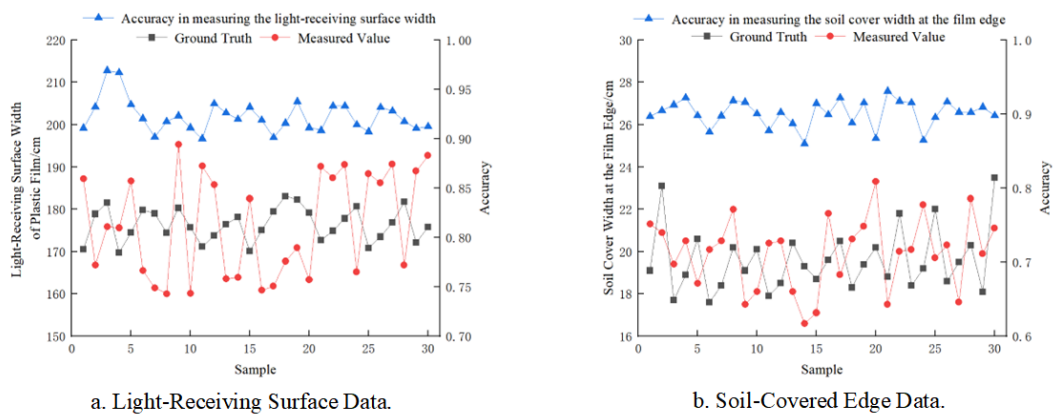 Accuracy in measuring the light-receiving surface width
Ground Truth Measured Value
220
210
200
190
180
170
160
150
1.00
0.95
0.90
0.85
0.80
0.75
0.70
0 5 10 15 20 25 30
Light-Receiving Surface Width
of Plastic Film/cm
Accuracy
Sample
a. Light-Receiving Surface Data.
Accuracy in measuring the soil cover width at the film edge
Ground Truth Measured Value
30
28
26
24
22
20
18
16
1.0
0.9
0.8
0.7
0.6
0 5 10 15 20 25 30
Soil Cover Width at the Film Edge/cm
Accuracy
Sample
b. Soil-Covered Edge Data.